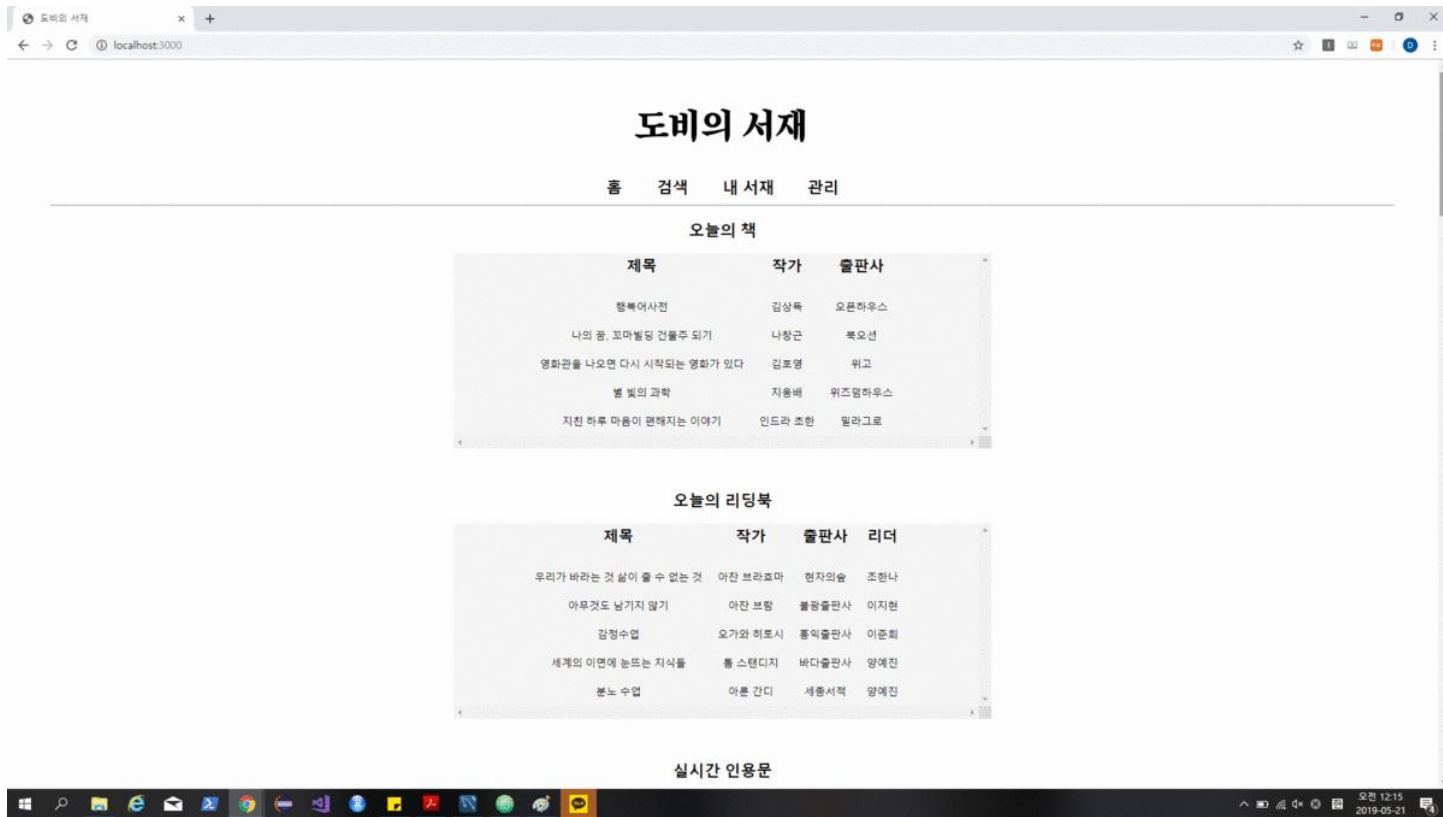 도비의 서재
localhost:3000
도비의 서재
홈 검색 내 서재 관리
오늘의 책
제목 작가 출판사
행복어사전 김상득 오픈하우스
나의 꿈, 꼬마빌딩 건물주 되기 나창근 북오션
영화관을 나오면 다시 시작되는 영화가 있다 김호영 위고
별 빛의 과학 지웅배 위즈덤하우스
지친 하루 마음이 편해지는 이야기 인드라 초한 밀라그로
오늘의 리딩북
제목 작가 출판사 리더
우리가 바라는 것 삶이 줄 수 없는 것 아잔 브라흐마 현자의숲 조한나
아무것도 남기지 않기 아잔 브람 불광출판사 이지현
감정수업 오가와 히토시 홍익출판사 이준희
세계의 이면에 눈뜨는 지식들 톰 스탠디지 바다출판사 양예진
분노 수업 아룬 간디 세종서적 양예진
실시간 인용문
오전 12:15
2019-05-21